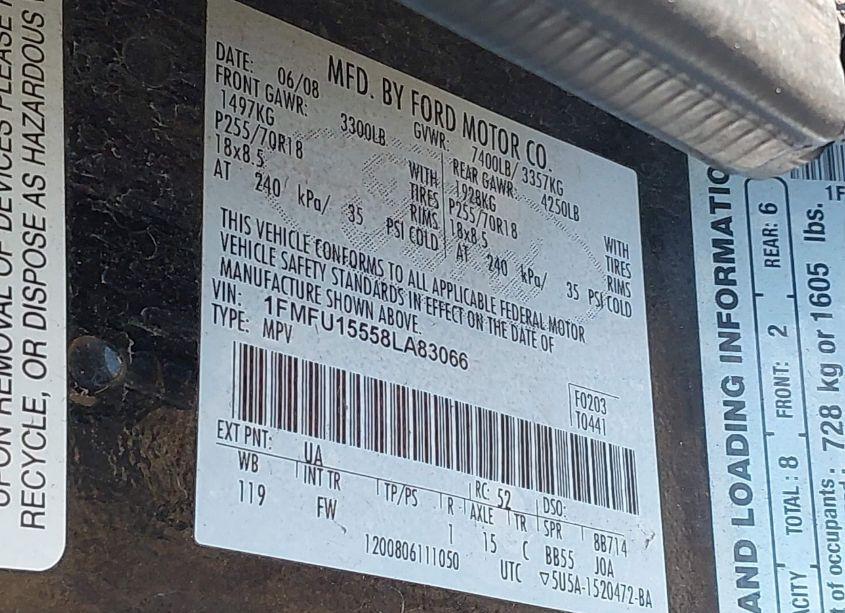 UPON REMOVAL OF DEVICES PLEASE
RECYCLE, OR DISPOSE AS HAZARDOUS
MFD. BY FORD MOTOR CO.
DATE: 06/08 GVWR: 7400LB/ 3357KG
FRONT GAWR: 3300LB REAR GAWR: 4250LB
1497KG WITH 1928KG WITH
P255/70R18 TIRES P255/70R18 TIRES
18x8.5 RIMS 18x8.5 RIMS
AT 240 kPa/ 35 PSI COLD AT 240 kPa/ 35 PSI COLD
THIS VEHICLE CONFORMS TO ALL APPLICABLE FEDERAL MOTOR
VEHICLE SAFETY STANDARDS IN EFFECT ON THE DATE OF
MANUFACTURE SHOWN ABOVE.
VIN: 1FMFU15558LA83066
TYPE: MPV
F0203
T0441
EXT PNT: UA RC: 52 DSO:
WB INT TR TP/PS R AXLE TR SPR 8B714
119 FW 1 15 C BB55 JOA
1200806111050 UTC ▽5U5A-1520472-BA
AND LOADING INFORMATIO
CITY TOTAL: 8 FRONT: 2 REAR: 6
t of occupants 728 kg or 1605 lbs.
1F